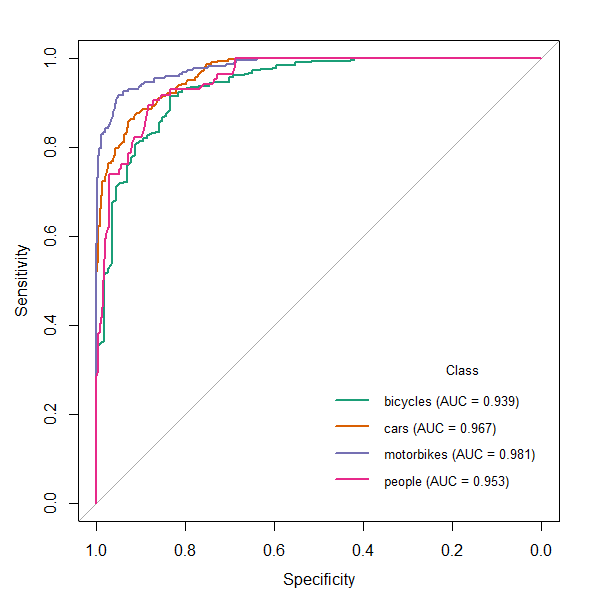 Sensitivity
1.0
0.8
0.6
0.4
0.2
0.0
Class
bicycles (AUC = 0.939)
cars (AUC = 0.967)
motorbikes (AUC = 0.981)
people (AUC = 0.953)
1.0 0.8 0.6 0.4 0.2 0.0
Specificity